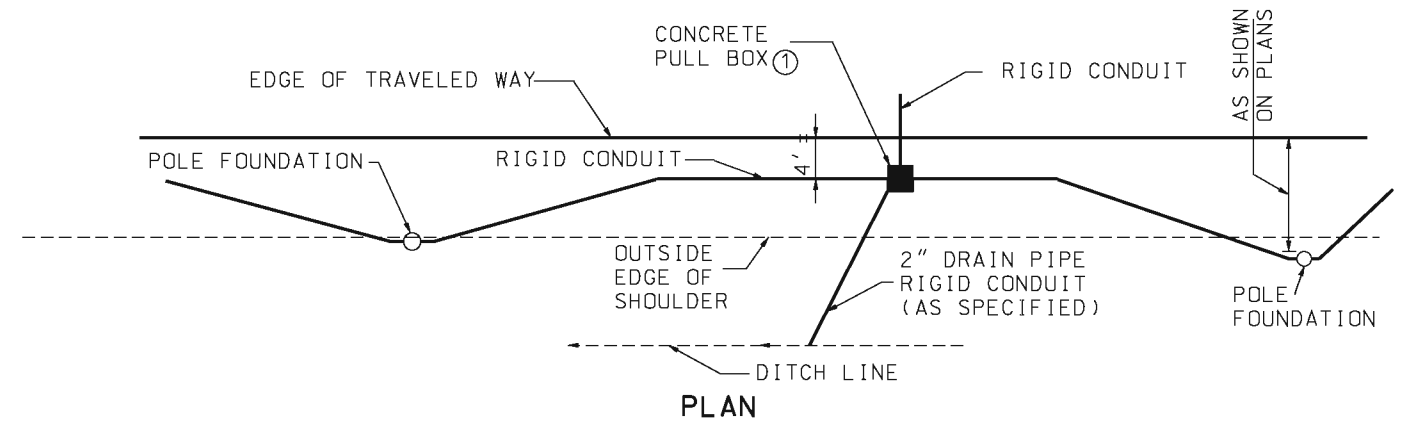 CONCRETE
PULL BOX ①
RIGID CONDUIT
AS SHOWN
ON PLANS
EDGE OF TRAVELED WAY
POLE FOUNDATION
RIGID CONDUIT
4' ±
OUTSIDE
EDGE OF
SHOULDER
2" DRAIN PIPE
RIGID CONDUIT
(AS SPECIFIED)
POLE
FOUNDATION
DITCH LINE
PLAN